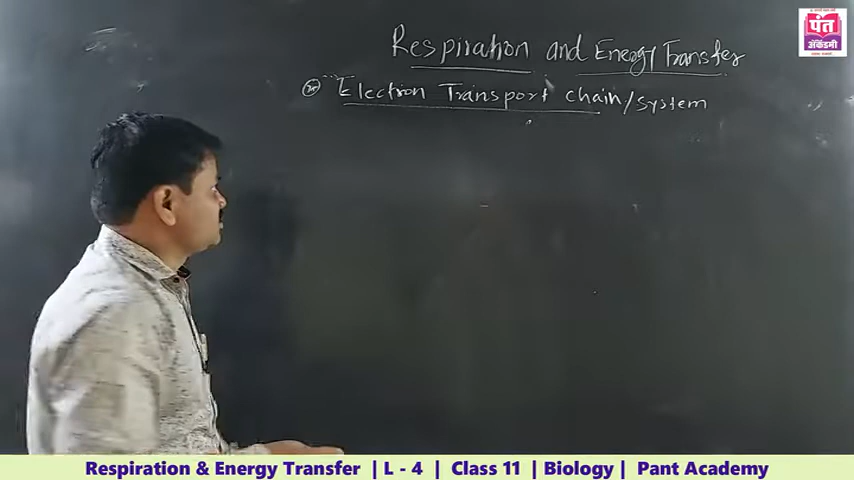 पंत
अ‍ॅकॅडमी
Respiration and Energy Transfer
Electron Transport chain/system
Respiration & Energy Transfer | L - 4 | Class 11 | Biology | Pant Academy